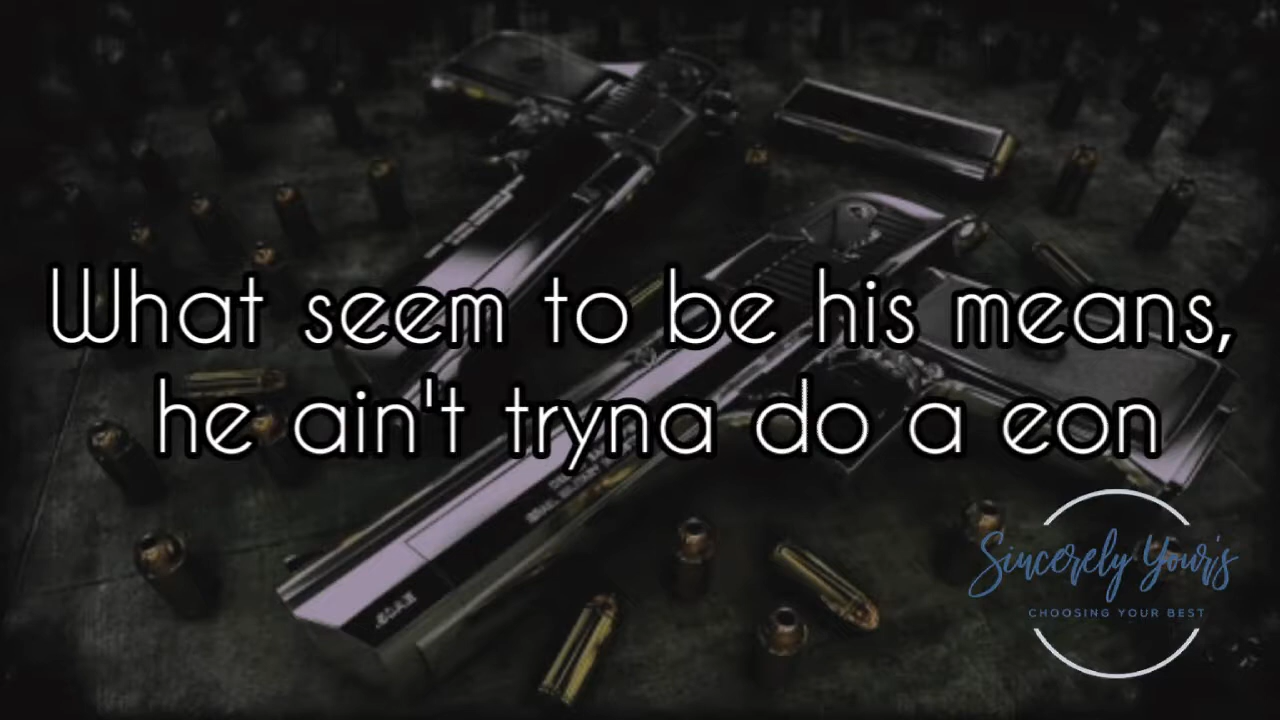 What seem to be his means,
he ain't tryna do a eon
Sincerely Your's
CHOOSING YOUR BEST